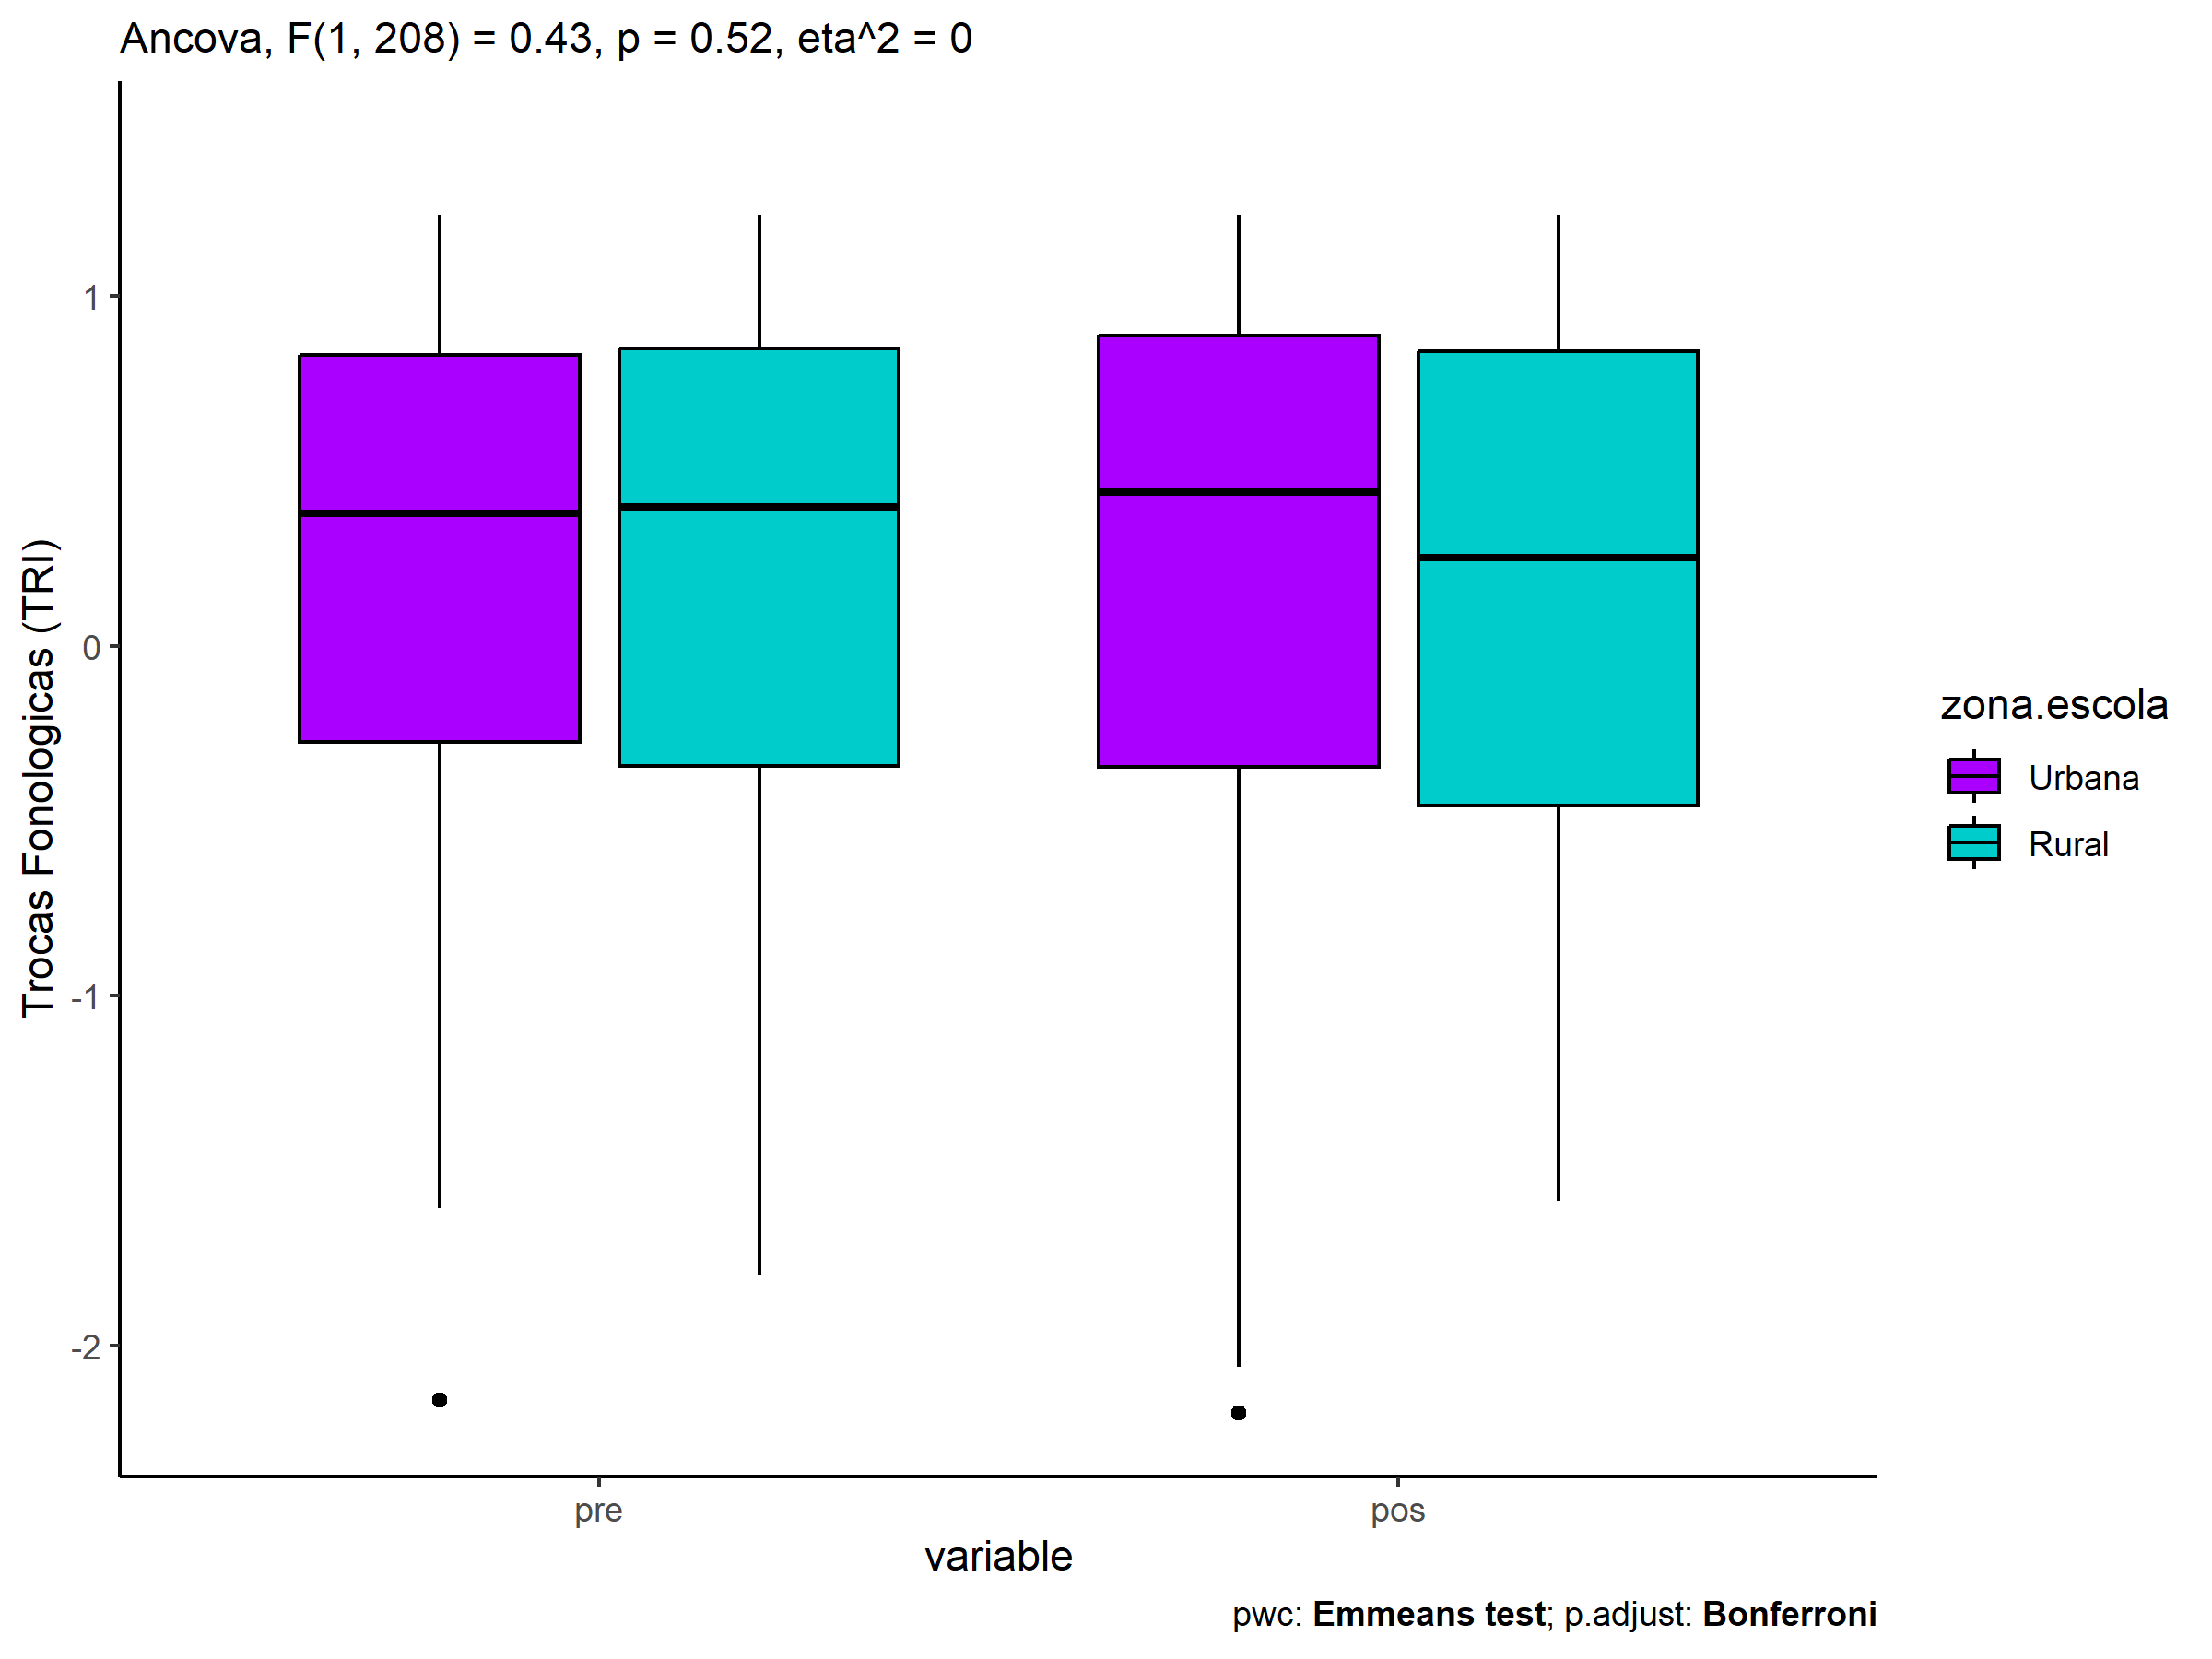 Ancova, F(1, 208) = 0.43, p = 0.52, eta^2 = 0
Trocas Fonologicas (TRI)
1
0
-1
-2
pre
pos
variable
zona.escola
Urbana
Rural
pwc: Emmeans test; p.adjust: Bonferroni